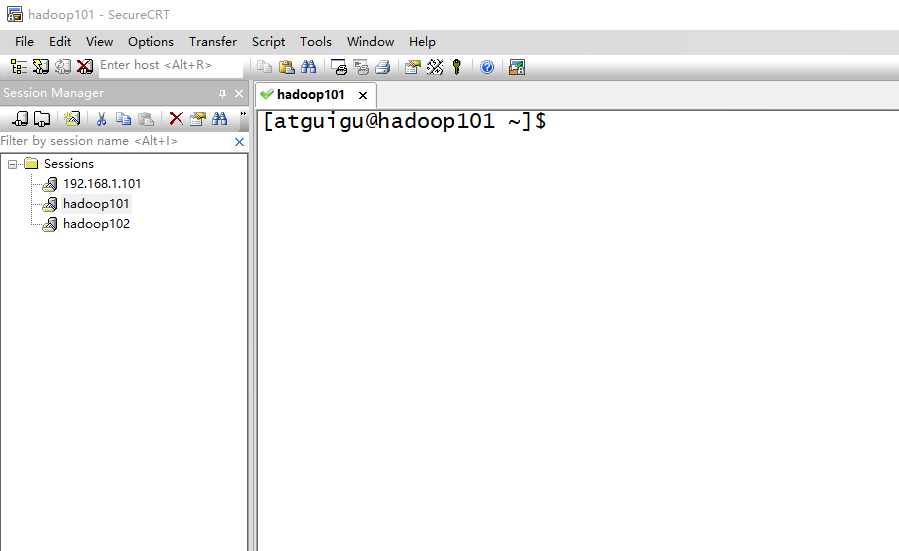 hadoop101 - SecureCRT
File Edit View Options Transfer Script Tools Window Help
Enter host <Alt+R>
Session Manager
hadoop101
Filter by session name <Alt+I>
[atguigu@hadoop101 ~]$
Sessions
192.168.1.101
hadoop101
hadoop102